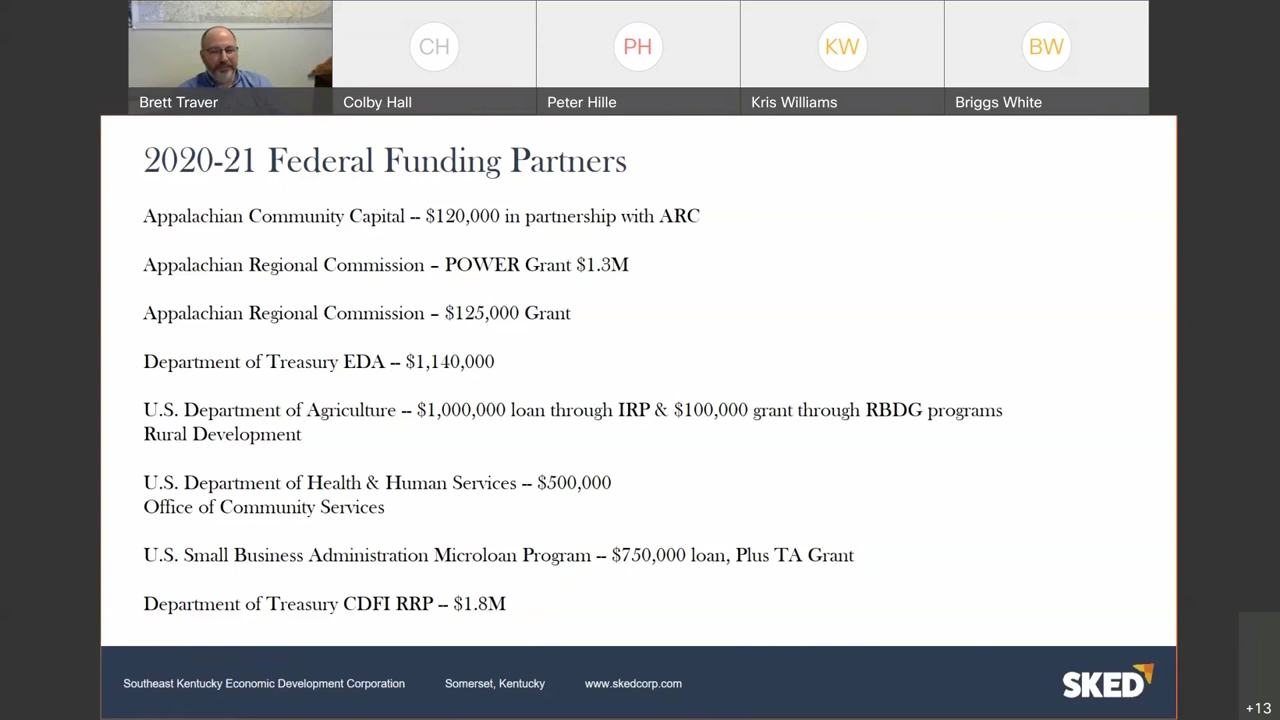 CH
PH
KW
BW
Brett Traver
Colby Hall
Peter Hille
Kris Williams
Briggs White
2020-21 Federal Funding Partners
Appalachian Community Capital -- $120,000 in partnership with ARC
Appalachian Regional Commission – POWER Grant $1.3M
Appalachian Regional Commission – $125,000 Grant
Department of Treasury EDA -- $1,140,000
U.S. Department of Agriculture -- $1,000,000 loan through IRP & $100,000 grant through RBDG programs
Rural Development
U.S. Department of Health & Human Services -- $500,000
Office of Community Services
U.S. Small Business Administration Microloan Program -- $750,000 loan, Plus TA Grant
Department of Treasury CDFI RRP -- $1.8M
Southeast Kentucky Economic Development Corporation
Somerset, Kentucky
www.skedcorp.com
SKED
+13